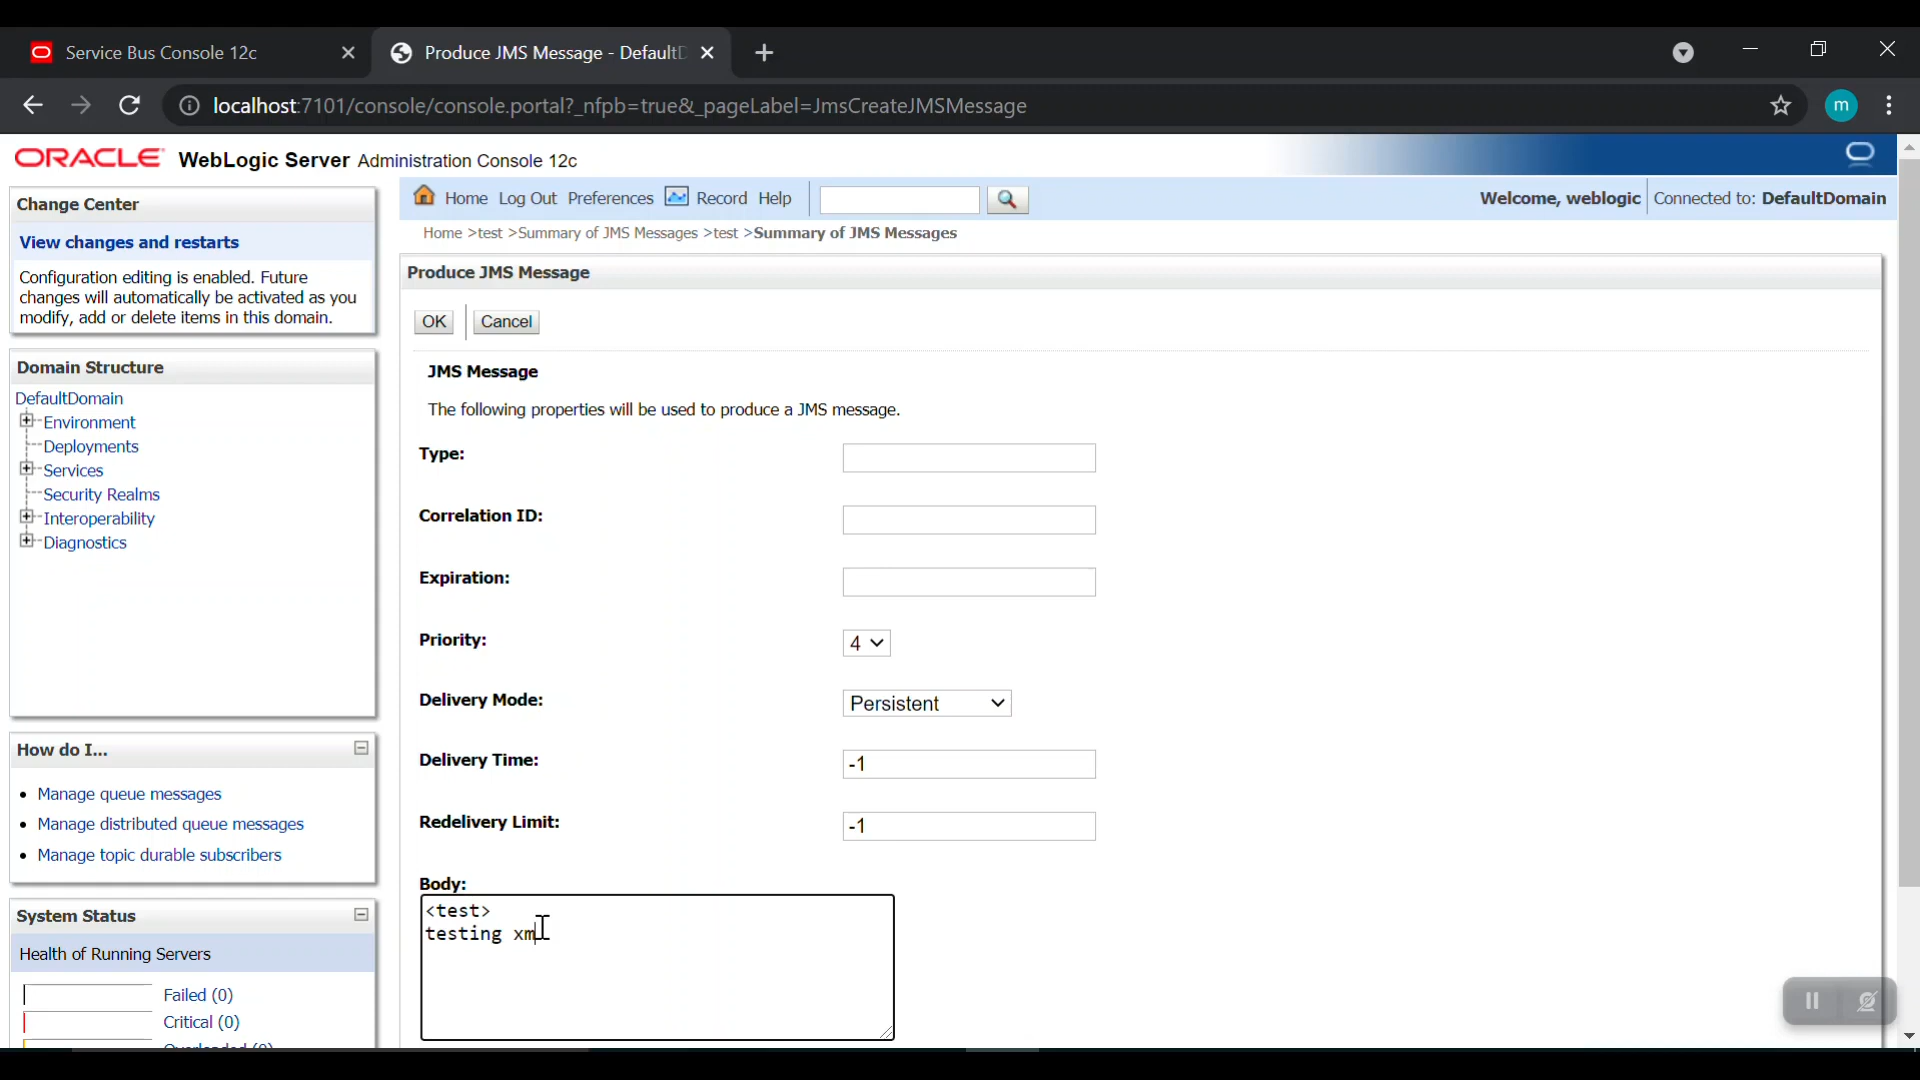 Service Bus Console 12c
Produce JMS Message - DefaultD
localhost:7101/console/console.portal?_nfpb=true&_pageLabel=JmsCreateJMSMessage
m
ORACLE WebLogic Server Administration Console 12c
Change Center
View changes and restarts
Configuration editing is enabled. Future
changes will automatically be activated as you
modify, add or delete items in this domain.
Domain Structure
DefaultDomain
Environment
Deployments
Services
Security Realms
Interoperability
Diagnostics
How do I...
Manage queue messages
Manage distributed queue messages
Manage topic durable subscribers
System Status
Health of Running Servers
Failed (0)
Critical (0)
Overloaded (0)
Home Log Out Preferences Record Help
Welcome, weblogic Connected to: DefaultDomain
Home >test >Summary of JMS Messages >test >Summary of JMS Messages
Produce JMS Message
OK Cancel
JMS Message
The following properties will be used to produce a JMS message.
Type:
Correlation ID:
Expiration:
Priority: 4
Delivery Mode: Persistent
Delivery Time: -1
Redelivery Limit: -1
Body:
<test>
testing xm